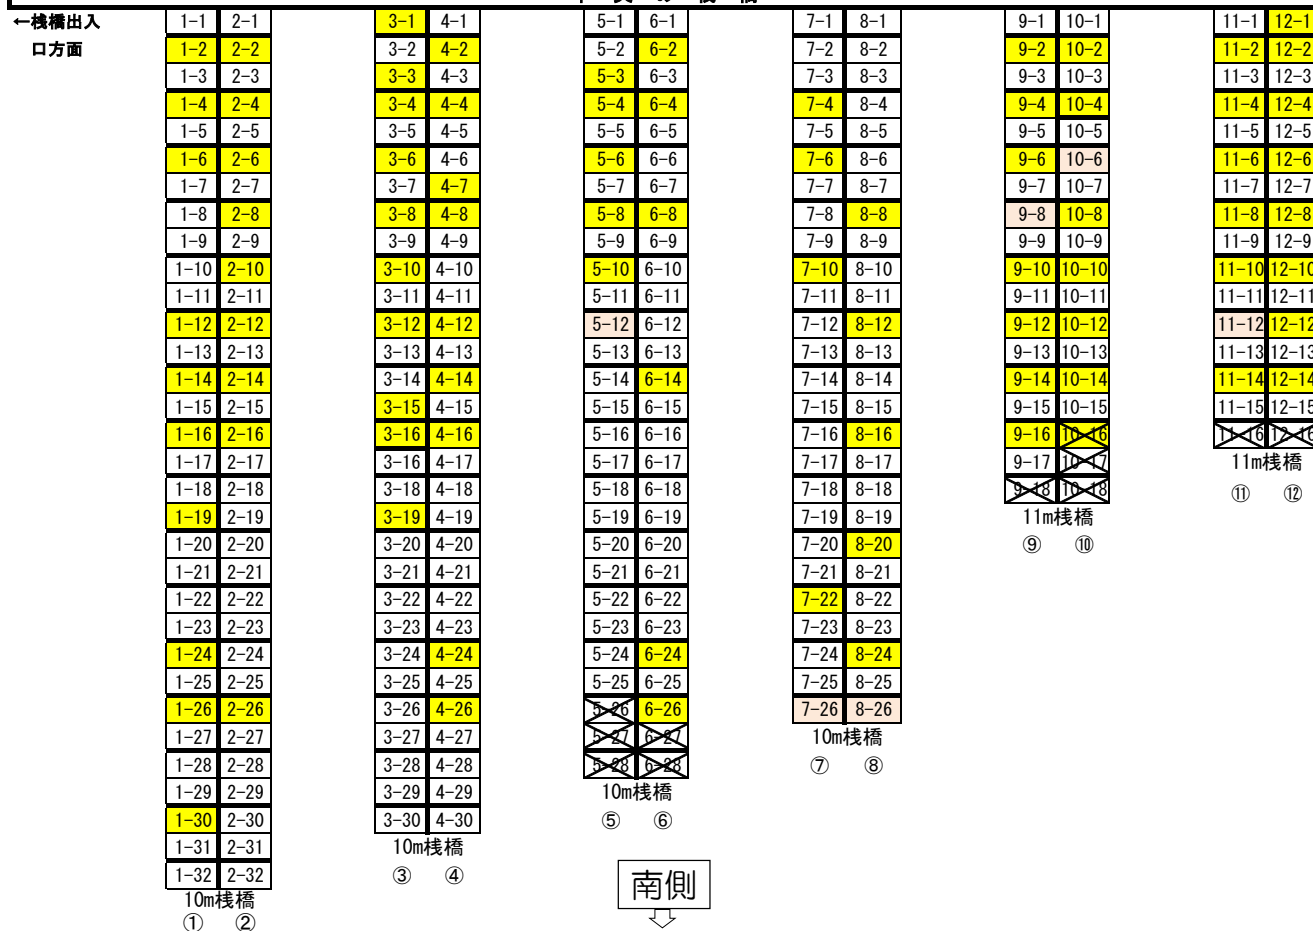 ←桟橋出入 1-1 2-1 3-1 4-1 5-1 6-1 7-1 8-1 9-1 10-1 11-1 12-1
口方面 1-2 2-2 3-2 4-2 5-2 6-2 7-2 8-2 9-2 10-2 11-2 12-2
1-3 2-3 3-3 4-3 5-3 6-3 7-3 8-3 9-3 10-3 11-3 12-3
1-4 2-4 3-4 4-4 5-4 6-4 7-4 8-4 9-4 10-4 11-4 12-4
1-5 2-5 3-5 4-5 5-5 6-5 7-5 8-5 9-5 10-5 11-5 12-5
1-6 2-6 3-6 4-6 5-6 6-6 7-6 8-6 9-6 10-6 11-6 12-6
1-7 2-7 3-7 4-7 5-7 6-7 7-7 8-7 9-7 10-7 11-7 12-7
1-8 2-8 3-8 4-8 5-8 6-8 7-8 8-8 9-8 10-8 11-8 12-8
1-9 2-9 3-9 4-9 5-9 6-9 7-9 8-9 9-9 10-9 11-9 12-9
1-10 2-10 3-10 4-10 5-10 6-10 7-10 8-10 9-10 10-10 11-10 12-10
1-11 2-11 3-11 4-11 5-11 6-11 7-11 8-11 9-11 10-11 11-11 12-11
1-12 2-12 3-12 4-12 5-12 6-12 7-12 8-12 9-12 10-12 11-12 12-12
1-13 2-13 3-13 4-13 5-13 6-13 7-13 8-13 9-13 10-13 11-13 12-13
1-14 2-14 3-14 4-14 5-14 6-14 7-14 8-14 9-14 10-14 11-14 12-14
1-15 2-15 3-15 4-15 5-15 6-15 7-15 8-15 9-15 10-15 11-15 12-15
1-16 2-16 3-16 4-16 5-16 6-16 7-16 8-16 9-16 10-16 11-16 12-16
1-17 2-17 3-16 4-17 5-17 6-17 7-17 8-17 9-17 10-17 11m桟橋
1-18 2-18 3-18 4-18 5-18 6-18 7-18 8-18 9-18 10-18 ⑪ ⑫
1-19 2-19 3-19 4-19 5-19 6-19 7-19 8-19 11m桟橋
1-20 2-20 3-20 4-20 5-20 6-20 7-20 8-20 ⑨ ⑩
1-21 2-21 3-21 4-21 5-21 6-21 7-21 8-21
1-22 2-22 3-22 4-22 5-22 6-22 7-22 8-22
1-23 2-23 3-23 4-23 5-23 6-23 7-23 8-23
1-24 2-24 3-24 4-24 5-24 6-24 7-24 8-24
1-25 2-25 3-25 4-25 5-25 6-25 7-25 8-25
1-26 2-26 3-26 4-26 5-26 6-26 7-26 8-26
1-27 2-27 3-27 4-27 5-27 6-27 10m桟橋
1-28 2-28 3-28 4-28 5-28 6-28 ⑦ ⑧
1-29 2-29 3-29 4-29 10m桟橋
1-30 2-30 3-30 4-30 ⑤ ⑥
1-31 2-31 10m桟橋
1-32 2-32 ③ ④ 南側
10m桟橋
① ②